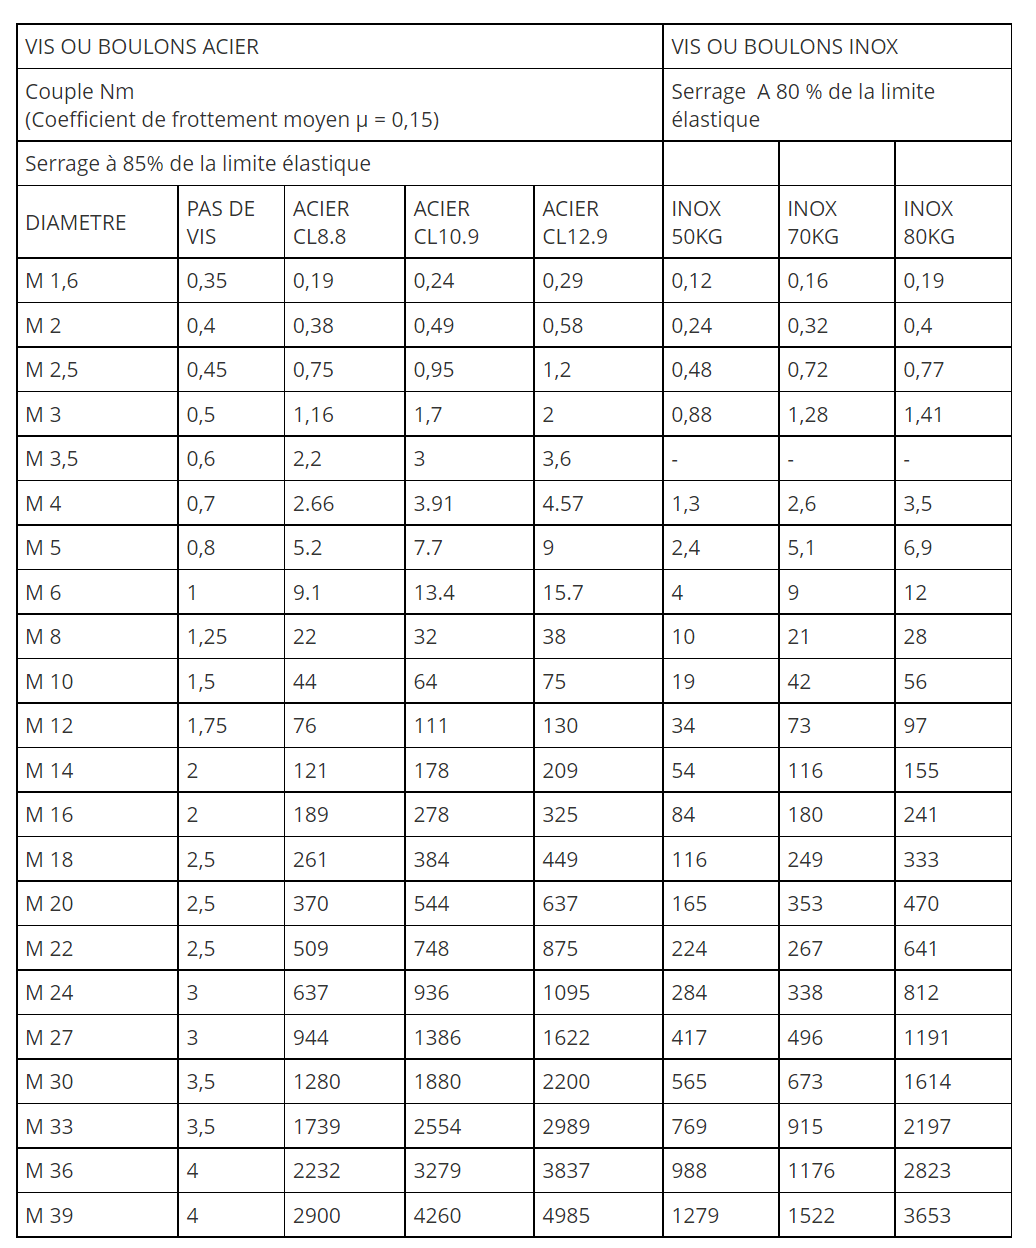 VIS OU BOULONS ACIER VIS OU BOULONS INOX
Couple Nm
(Coefficient de frottement moyen µ = 0,15)
Serrage A 80 % de la limite
élastique
Serrage à 85% de la limite élastique
DIAMETRE
PAS DE
VIS
ACIER
CL8.8
ACIER
CL10.9
ACIER
CL12.9
INOX
50KG
INOX
70KG
INOX
80KG
M 1,6 0,35 0,19 0,24 0,29 0,12 0,16 0,19
M 2 0,4 0,38 0,49 0,58 0,24 0,32 0,4
M 2,5 0,45 0,75 0,95 1,2 0,48 0,72 0,77
M 3 0,5 1,16 1,7 2 0,88 1,28 1,41
M 3,5 0,6 2,2 3 3,6 - - -
M 4 0,7 2.66 3.91 4.57 1,3 2,6 3,5
M 5 0,8 5.2 7.7 9 2,4 5,1 6,9
M 6 1 9.1 13.4 15.7 4 9 12
M 8 1,25 22 32 38 10 21 28
M 10 1,5 44 64 75 19 42 56
M 12 1,75 76 111 130 34 73 97
M 14 2 121 178 209 54 116 155
M 16 2 189 278 325 84 180 241
M 18 2,5 261 384 449 116 249 333
M 20 2,5 370 544 637 165 353 470
M 22 2,5 509 748 875 224 267 641
M 24 3 637 936 1095 284 338 812
M 27 3 944 1386 1622 417 496 1191
M 30 3,5 1280 1880 2200 565 673 1614
M 33 3,5 1739 2554 2989 769 915 2197
M 36 4 2232 3279 3837 988 1176 2823
M 39 4 2900 4260 4985 1279 1522 3653